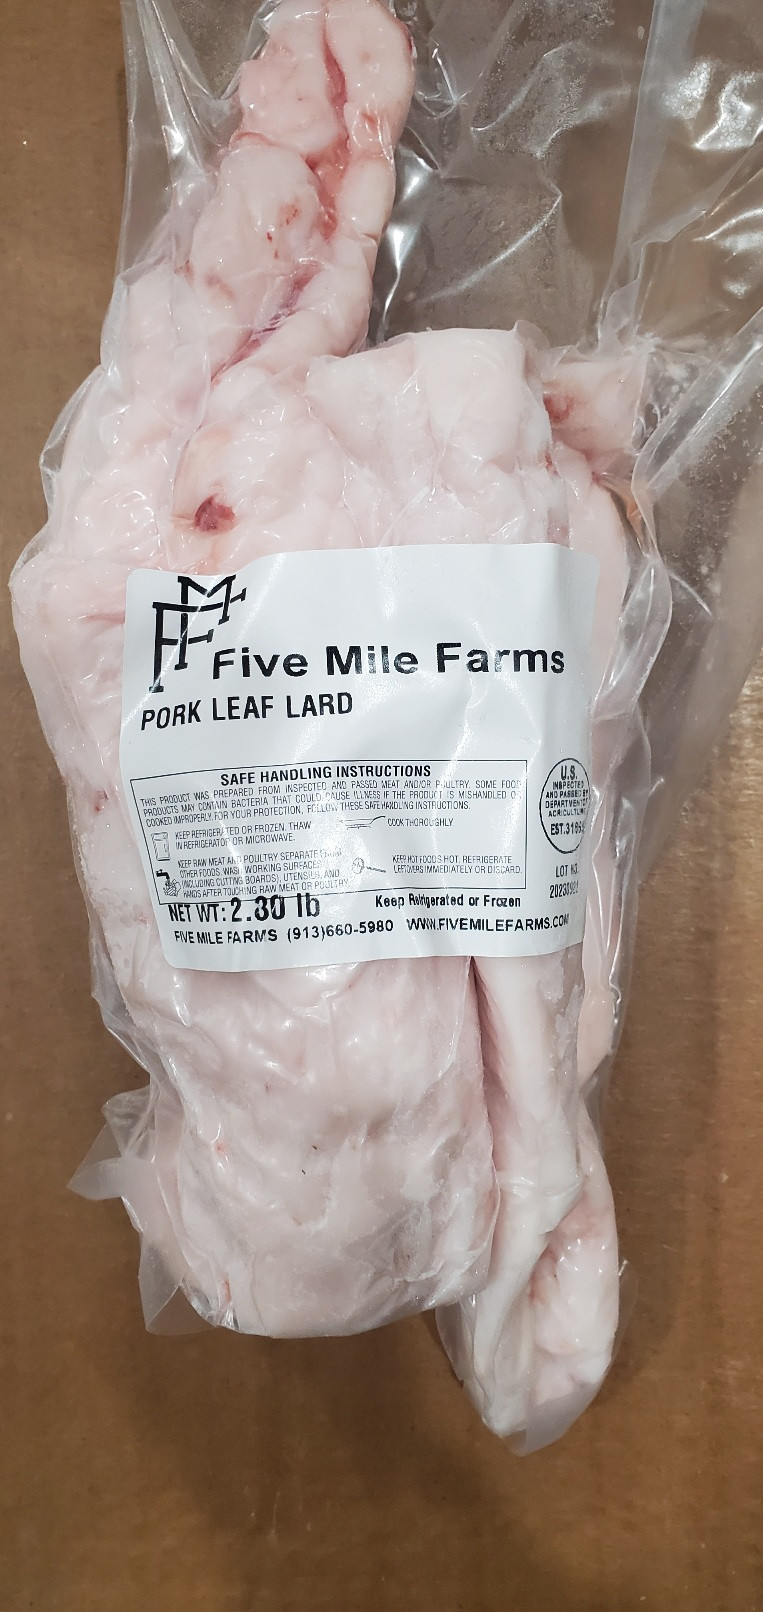 FMF
Five Mile Farms
PORK LEAF LARD
SAFE HANDLING INSTRUCTIONS
THIS PRODUCT WAS PREPARED FROM INSPECTED AND PASSED MEAT AND/OR POULTRY. SOME FOOD
PRODUCTS MAY CONTAIN BACTERIA THAT COULD CAUSE ILLNESS IF THE PRODUCT IS MISHANDLED OR
COOKED IMPROPERLY. FOR YOUR PROTECTION, FOLLOW THESE SAFE HANDLING INSTRUCTIONS.
KEEP REFRIGERATED OR FROZEN. THAW
IN REFRIGERATOR OR MICROWAVE.
COOK THOROUGHLY.
KEEP RAW MEAT AND POULTRY SEPARATE FROM
OTHER FOODS. WASH WORKING SURFACES
(INCLUDING CUTTING BOARDS), UTENSILS, AND
HANDS AFTER TOUCHING RAW MEAT OR POULTRY.
KEEP HOT FOODS HOT. REFRIGERATE
LEFTOVERS IMMEDIATELY OR DISCARD.
U.S.
INSPECTED
AND PASSED BY
DEPARTMENT OF
AGRICULTURE
EST.
LOT NO.
NET WT: 2.30 lb
Keep Refrigerated or Frozen
FIVE MILE FARMS (913)660-5980 WWW.FIVEMILEFARMS.COM